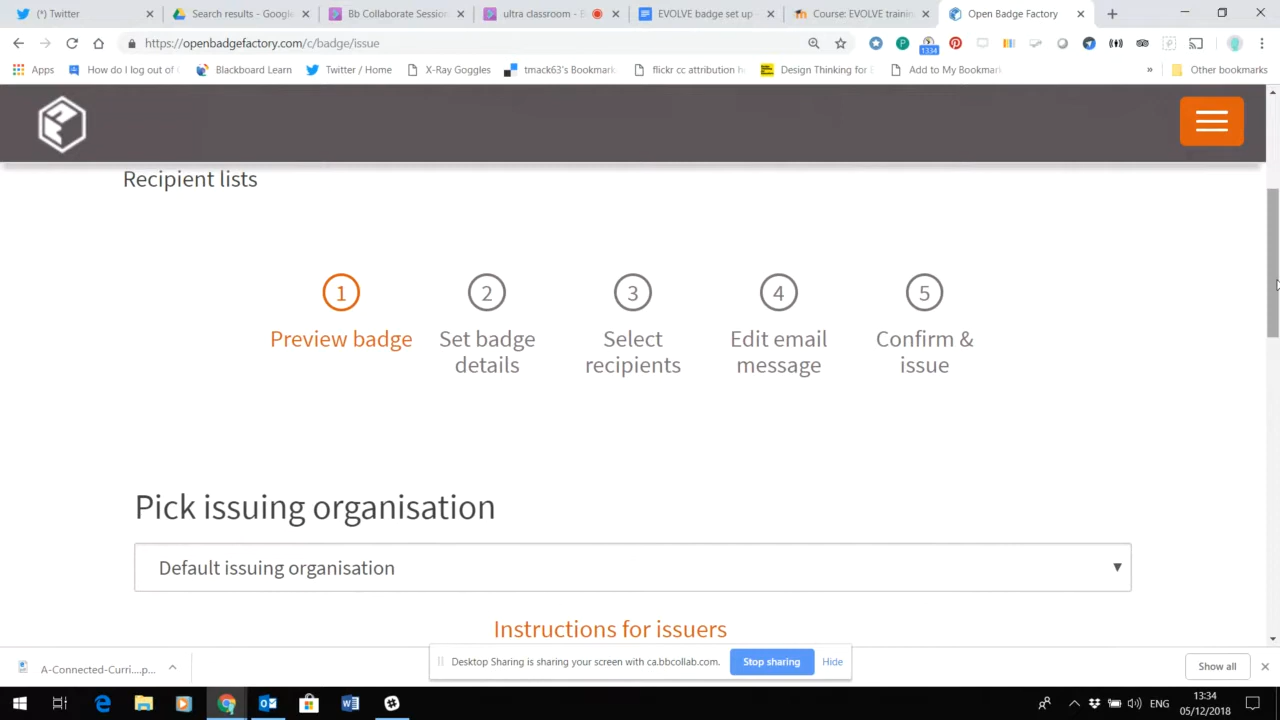 (*) Twitter
Search results - Google
Bb Collaborate Session
ultra classroom - B
EVOLVE badge set up -
Course: EVOLVE trainin
Open Badge Factory
https://openbadgefactory.com/c/badge/issue
1334
Apps
How do I log out of
Blackboard Learn
Twitter / Home
X-Ray Goggles
tmack63's Bookmark
flickr cc attribution h
Design Thinking for E
Add to My Bookmar
»
Other bookmarks
Recipient lists
1 2 3 4 5
Preview badge
Set badge details
Select recipients
Edit email message
Confirm & issue
Pick issuing organisation
Default issuing organisation
Instructions for issuers
Desktop Sharing is sharing your screen with ca.bbcollab.com.
Stop sharing
Hide
A-Connected-Curri....p...
Show all
ENG
13:34
05/12/2018